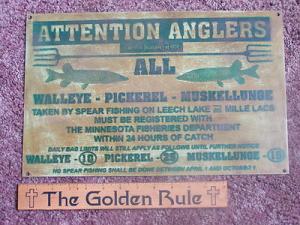 ATTENTION ANGLERS
ALL
WALLEYE - PICKEREL - MUSKELLUNGE
TAKEN BY SPEAR FISHING ON LEECH LAKE AND MILLE LACS
MUST BE REGISTERED WITH
THE MINNESOTA FISHERIES DEPARTMENT
WITHIN 24 HOURS OF CATCH
DAILY BAG LIMITS WILL STILL APPLY AS FOLLOWS UNTIL FURTHER NOTICE
WALLEYE - 10 PICKEREL - 25 MUSKELLUNGE - 10
NO SPEAR FISHING SHALL BE DONE BETWEEN APRIL 1 AND OCTOBER 1
The Golden Rule